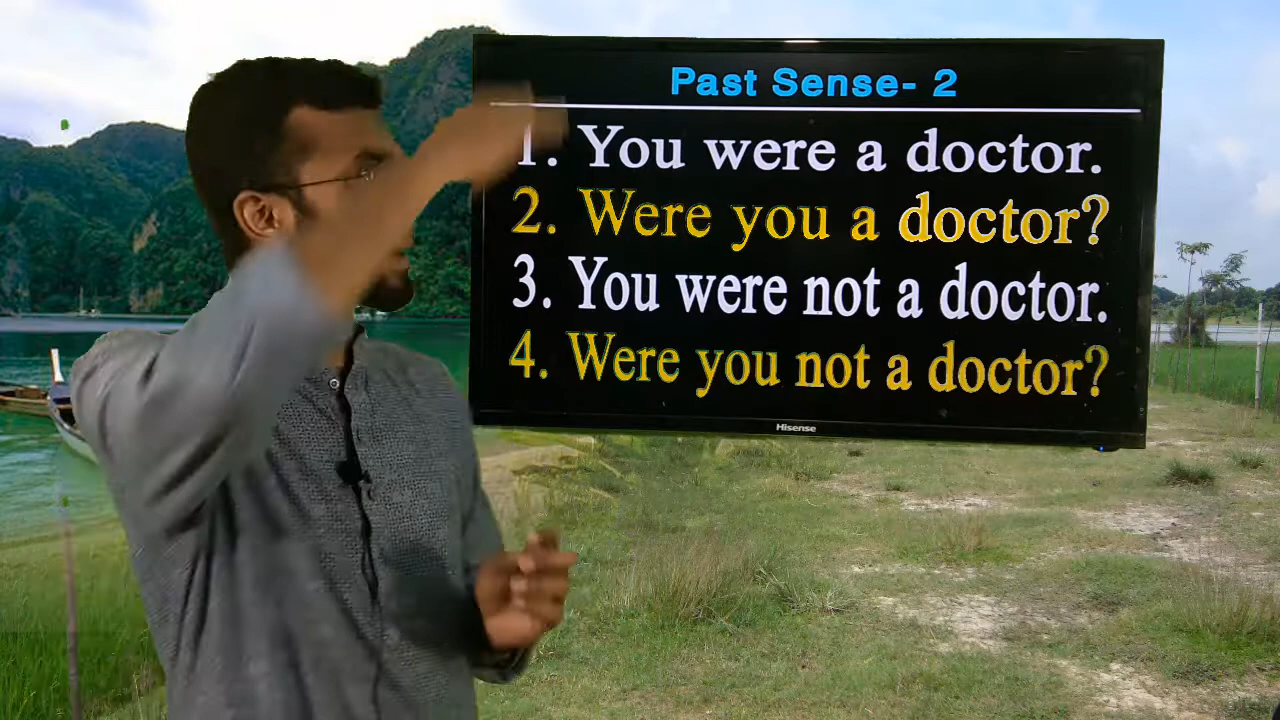 Past Sense- 2
1. You were a doctor.
2. Were you a doctor?
3. You were not a doctor.
4. Were you not a doctor?
Hisense